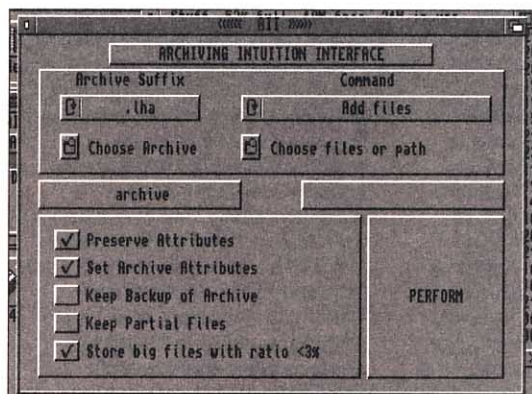 «««« AII »»»»
ARCHIVING INTUITION INTERFACE
Archive Suffix
Command
.lha
Add files
Choose Archive
Choose files or path
archive
Preserve Attributes
Set Archive Attributes
Keep Backup of Archive
Keep Partial Files
Store big files with ratio <3%
PERFORM